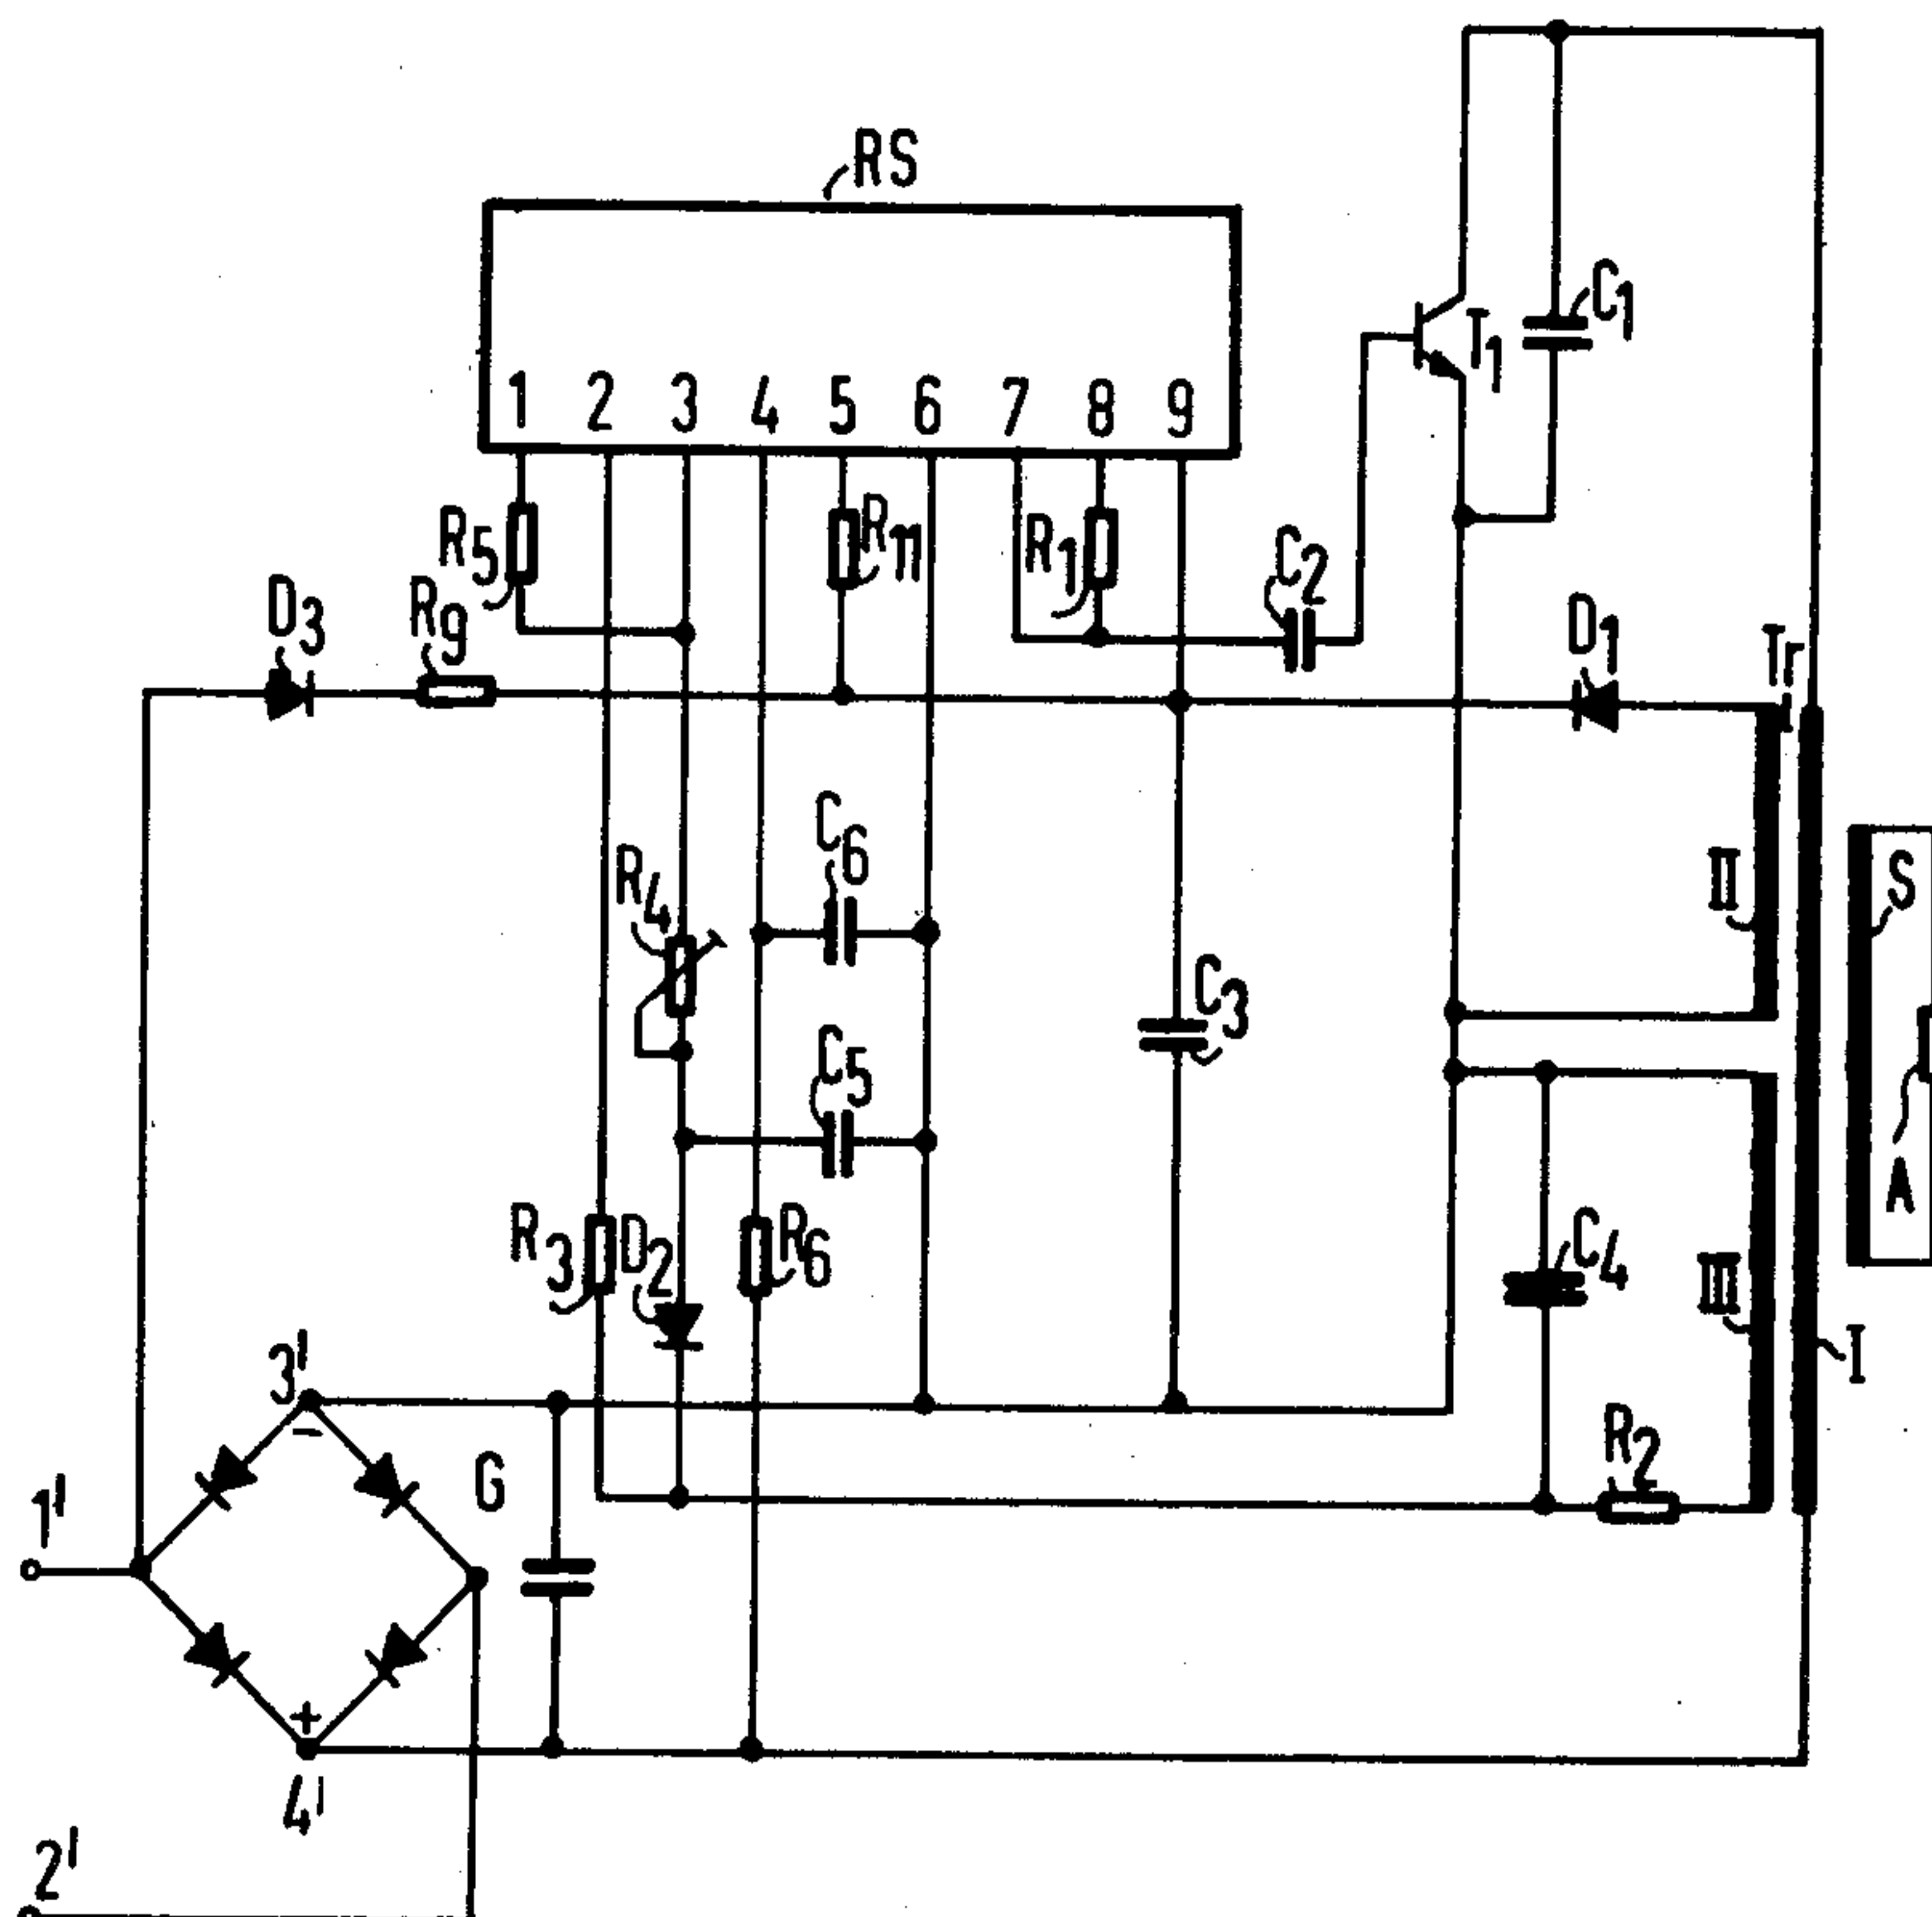 RS
C1
T1
1 2 3 4 5 6 7 8 9
R5
R11
R1
C2
D3
R9
D1
Tr
C6
R4
II
S
C3
C5
A
R3
D2
R6
C4
III
I
3'
-
R2
G
1'
+
4'
2'